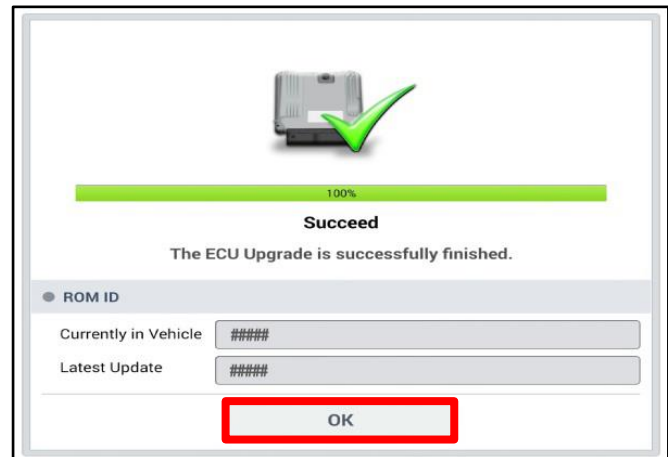 100%
Succeed
The ECU Upgrade is successfully finished.
ROM ID
Currently in Vehicle #####
Latest Update #####
OK